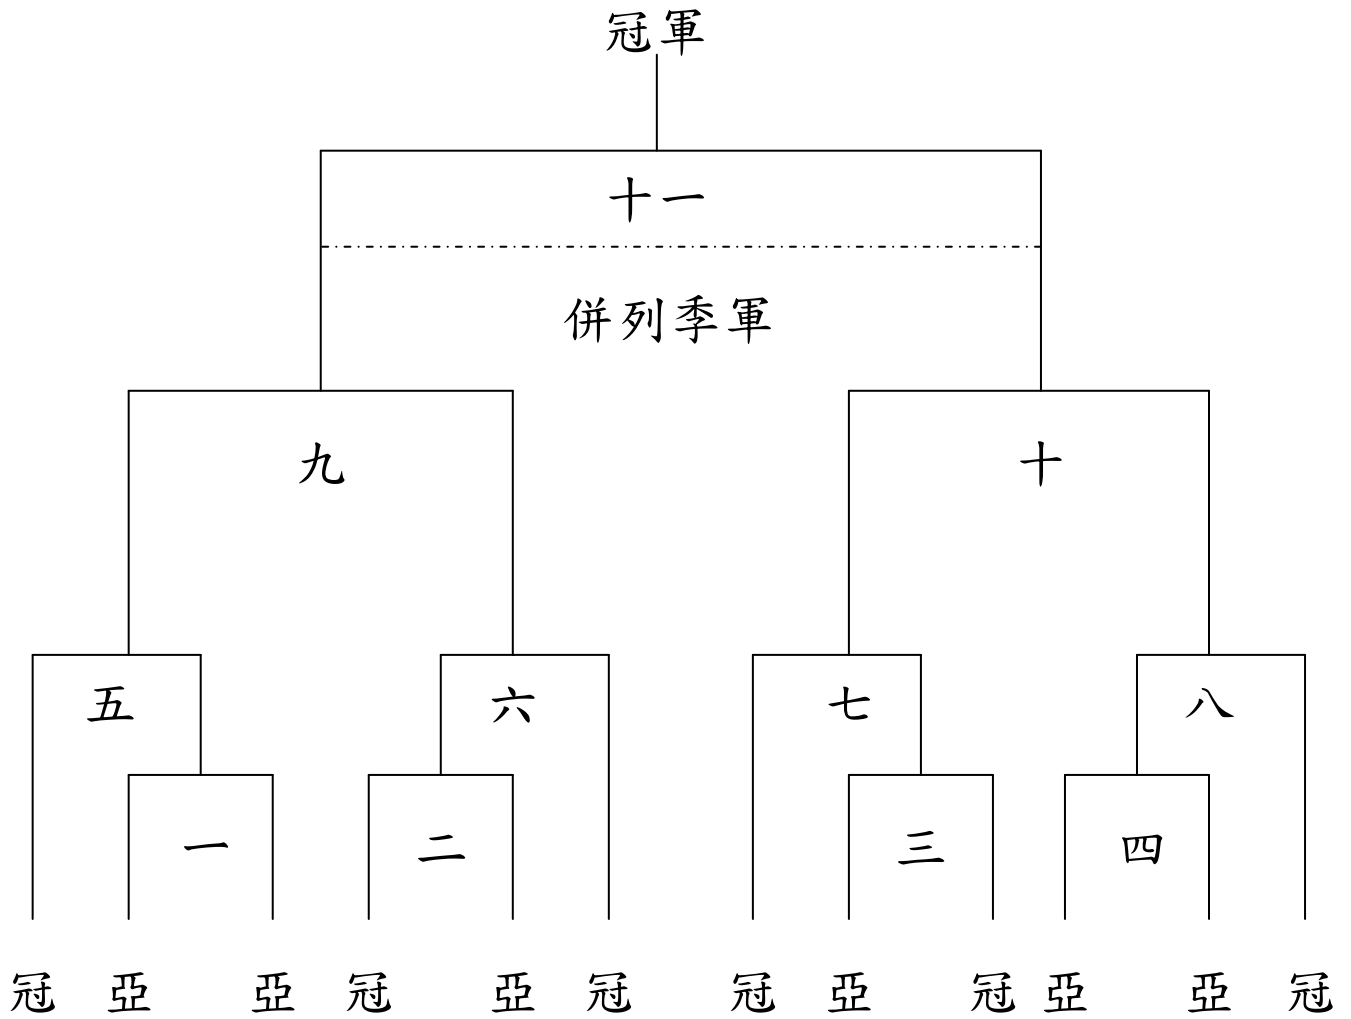 冠軍
十一
併列季軍
九 十
五 六 七 八
一 二 三 四
冠 亞 亞 冠 亞 冠 冠 亞 冠 亞 亞 冠